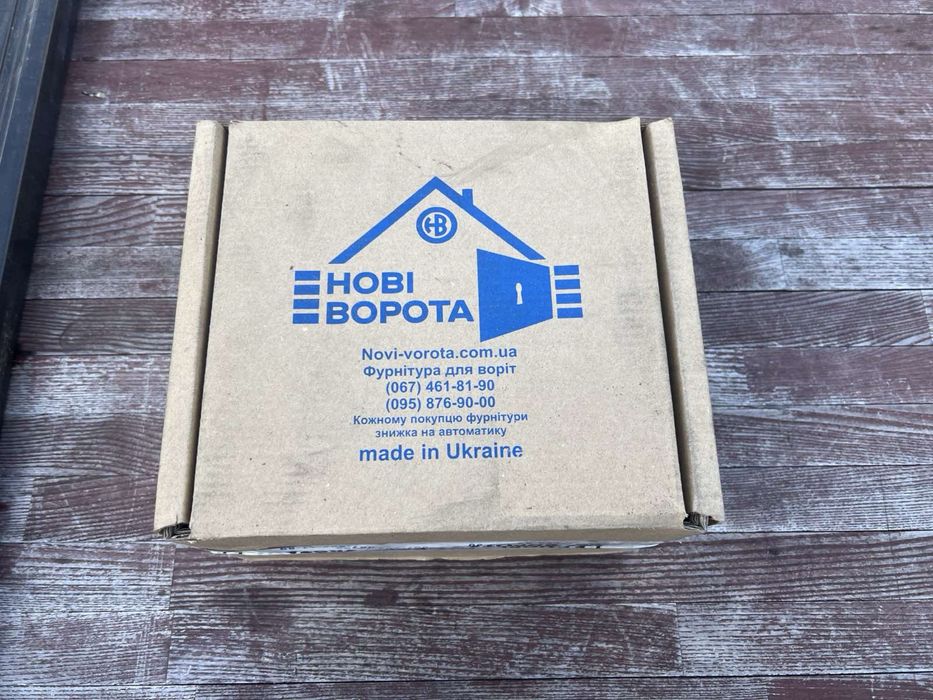 НВ
НОВІ
ВОРОТА
Novi-vorota.com.ua
Фурнітура для воріт
(067) 461-81-90
(095) 876-90-00
Кожному покупцю фурнітури
знижка на автоматику
made in Ukraine